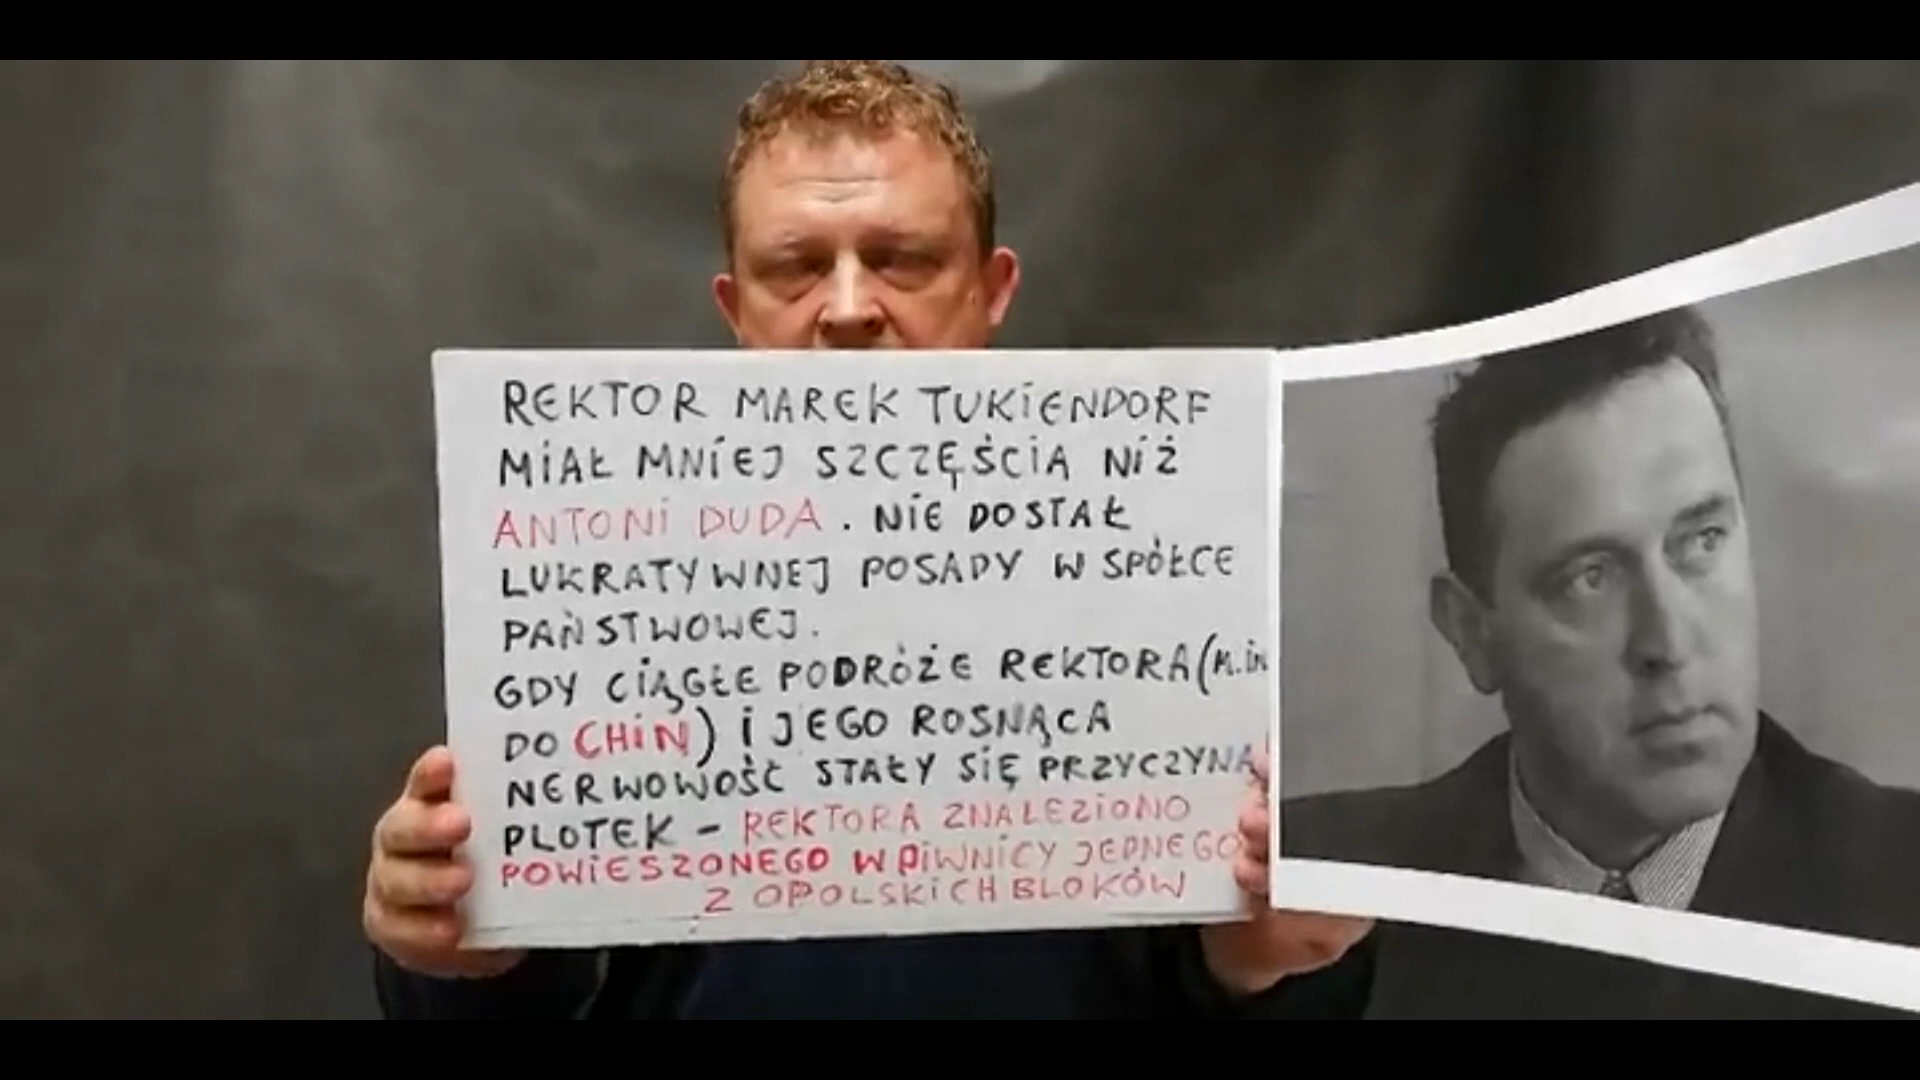 REKTOR MAREK TUKIENDORF
MIAŁ MNIEJ SZCZĘŚCIA NIŻ
ANTONI DUDA. NIE DOSTAŁ
LUKRATYWNEJ POSADY W SPÓŁCE
PAŃSTWOWEJ.
GDY CIĄGŁE PODRÓŻE REKTORA (M.IN
DO CHIN) I JEGO ROSNĄCA
NERWOWOŚĆ STAŁY SIĘ PRZYCZYNĄ
PLOTEK – REKTORA ZNALEZIONO
POWIESZONEGO W PIWNICY JEDNEGO
Z OPOLSKICH BLOKÓW